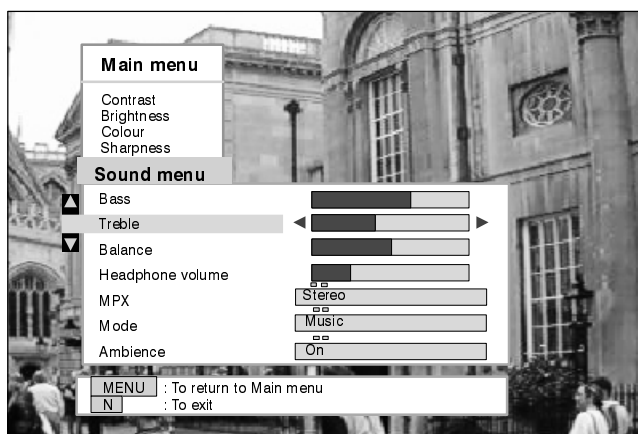 Main menu
Contrast
Brightness
Colour
Sharpness
Sound menu
Bass
Treble
Balance
Headphone volume
MPX Stereo
Mode Music
Ambience On
MENU : To return to Main menu
N : To exit